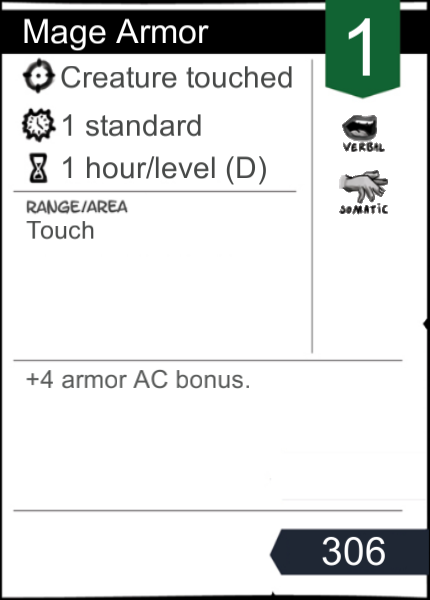 Mage Armor
1
Creature touched
1 standard
1 hour/level (D)
VERBAL
SOMATIC
RANGE/AREA
Touch
+4 armor AC bonus.
306